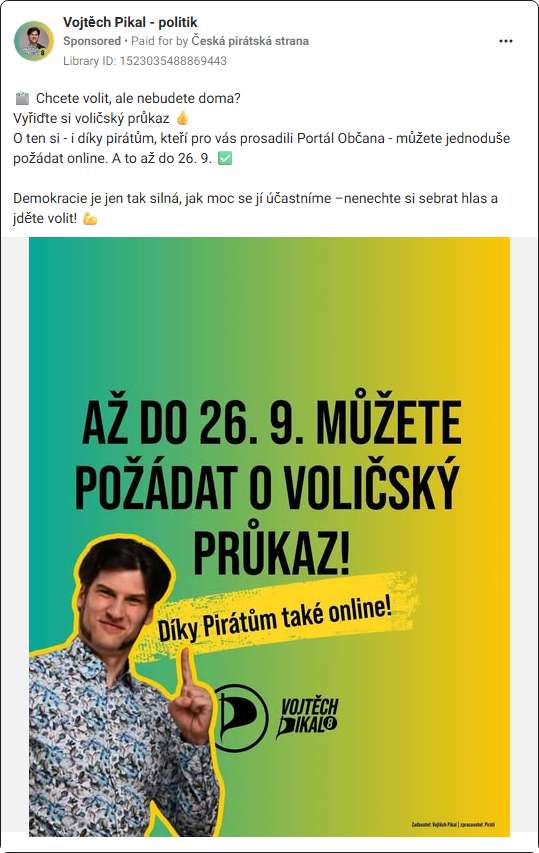 Vojtěch Pikal - politik
Sponsored • Paid for by Česká pirátská strana
Library ID: 1523035488869443
Chcete volit, ale nebudete doma?
Vyřiďte si voličský průkaz
O ten si - i díky pirátům, kteří pro vás prosadili Portál Občana - můžete jednoduše
požádat online. A to až do 26. 9. ✅
Demokracie je jen tak silná, jak moc se jí účastníme –nenechte si sebrat hlas a
jděte volit! 💪
AŽ DO 26. 9. MŮŽETE
POŽÁDAT O VOLIČSKÝ
PRŮKAZ!
Díky Pirátům také online!
VOJTĚCH
PIKAL 8
Zadavatel: Vojtěch Pikal | zpracovatel: Piráti